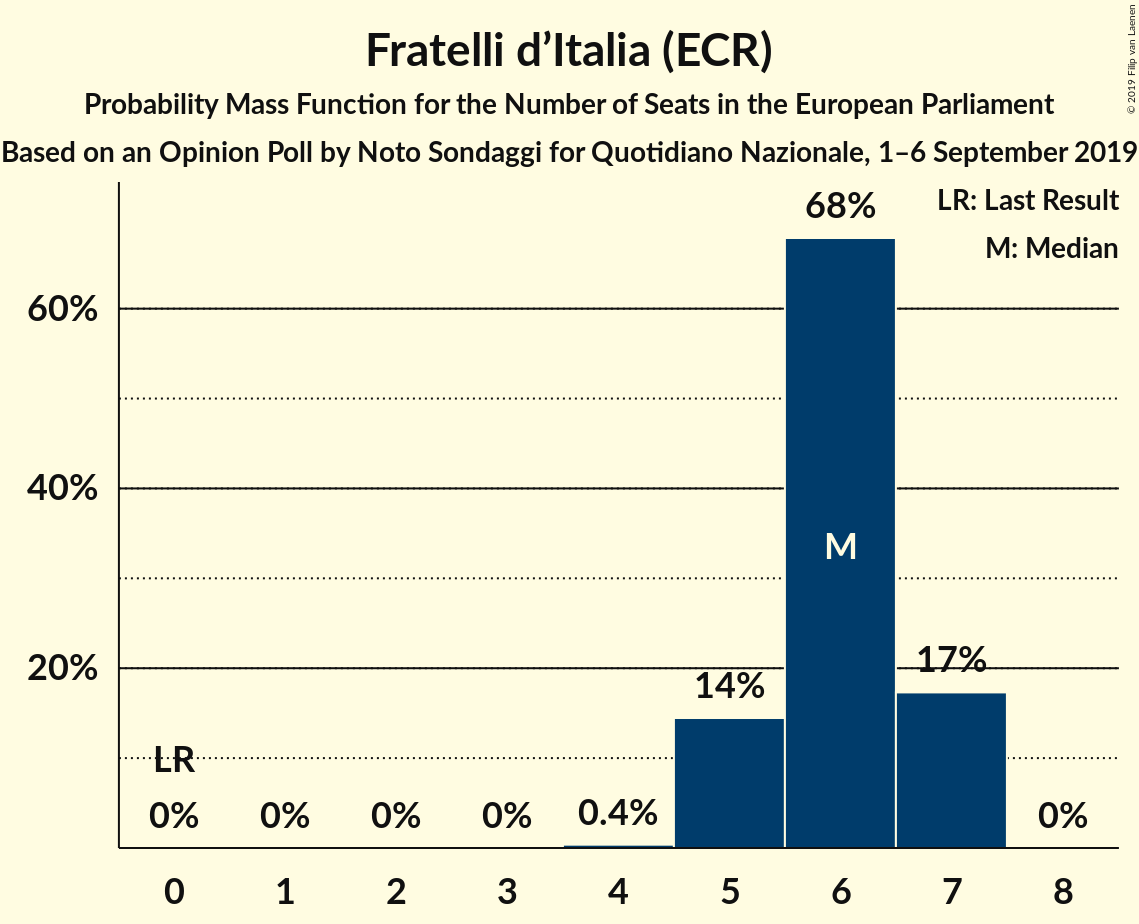 Fratelli d’Italia (ECR)
Probability Mass Function for the Number of Seats in the European Parliament
Based on an Opinion Poll by Noto Sondaggi for Quotidiano Nazionale, 1–6 September 2019
© 2019 Filip van Laenen
LR: Last Result
M: Median
68%
60%
40%
M
20%
17%
14%
LR
0%
0%
0%
0%
0.4%
0%
0
1
2
3
4
5
6
7
8